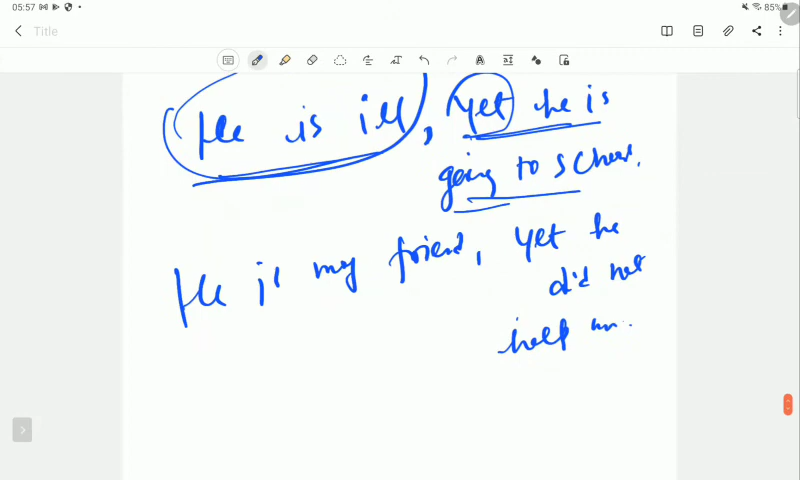 05:57
85%
Title
He is ill, yet he is
going to school.
He is my friend, yet he
did not
help me.